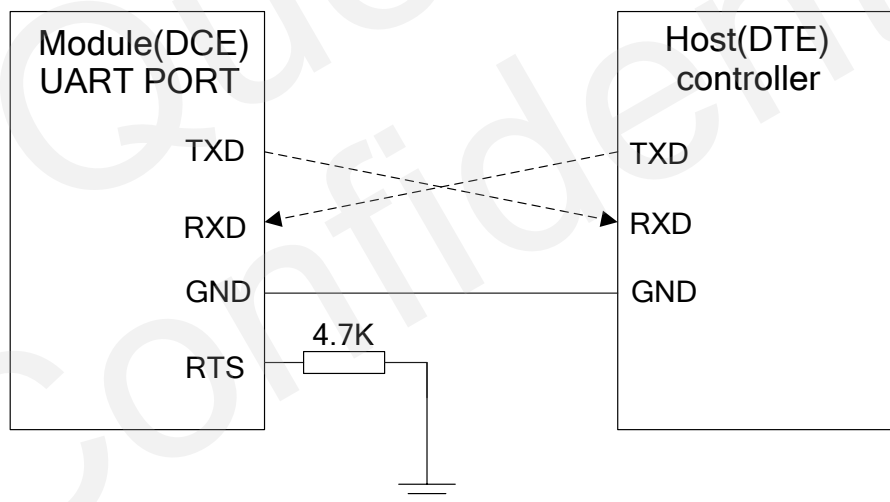 Module(DCE)
UART PORT
TXD
RXD
GND
RTS
4.7K
Host(DTE)
controller
TXD
RXD
GND